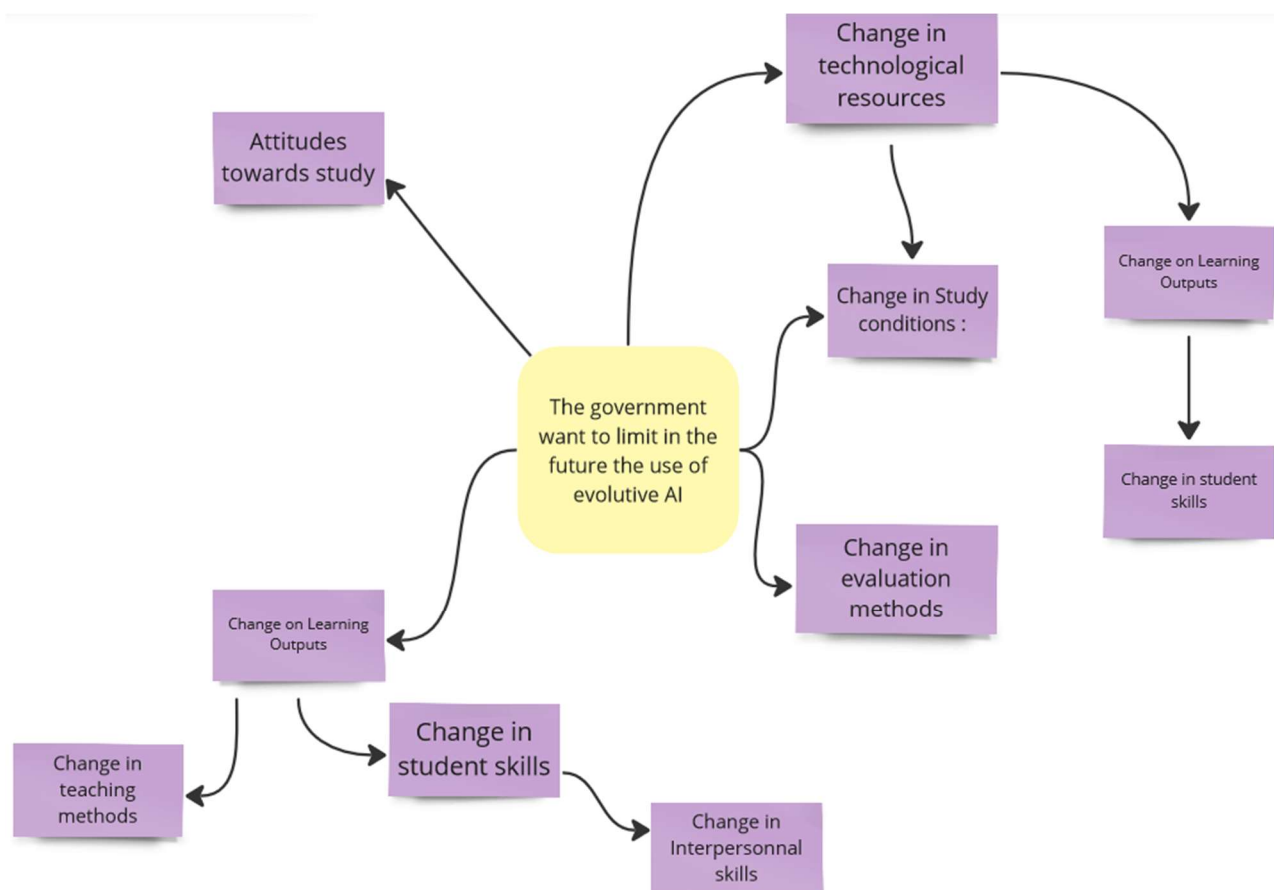 Change in
technological
resources
Attitudes
towards study
Change on Learning
Outputs
Change in Study
conditions :
The government
want to limit in the
future the use of
evolutive AI
Change in student
skills
Change in
evaluation
methods
Change on Learning
Outputs
Change in
student skills
Change in
teaching
methods
Change in
Interpersonnal
skills